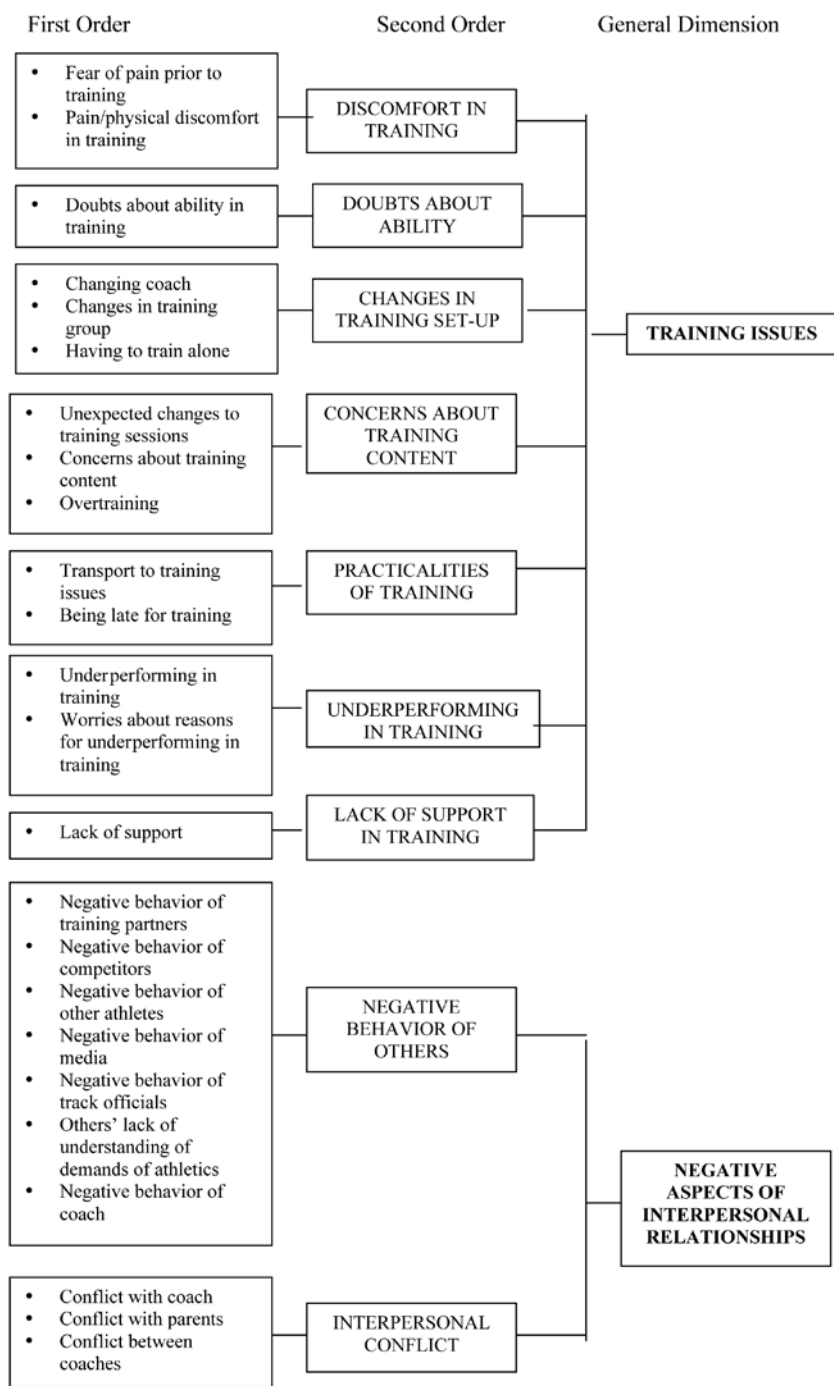 First Order
Second Order
General Dimension
• Fear of pain prior to
training
• Pain/physical discomfort
in training
DISCOMFORT IN
TRAINING
• Doubts about ability in
training
DOUBTS ABOUT
ABILITY
• Changing coach
• Changes in training
group
• Having to train alone
CHANGES IN
TRAINING SET-UP
TRAINING ISSUES
• Unexpected changes to
training sessions
• Concerns about training
content
• Overtraining
CONCERNS ABOUT
TRAINING
CONTENT
• Transport to training
issues
• Being late for training
PRACTICALITIES
OF TRAINING
• Underperforming in
training
• Worries about reasons
for underperforming in
training
UNDERPERFORMING
IN TRAINING
• Lack of support
LACK OF SUPPORT
IN TRAINING
• Negative behavior of
training partners
• Negative behavior of
competitors
• Negative behavior of
other athletes
• Negative behavior of
media
• Negative behavior of
track officials
• Others’ lack of
understanding of
demands of athletics
• Negative behavior of
coach
NEGATIVE
BEHAVIOR OF
OTHERS
NEGATIVE
ASPECTS OF
INTERPERSONAL
RELATIONSHIPS
• Conflict with coach
• Conflict with parents
• Conflict between
coaches
INTERPERSONAL
CONFLICT